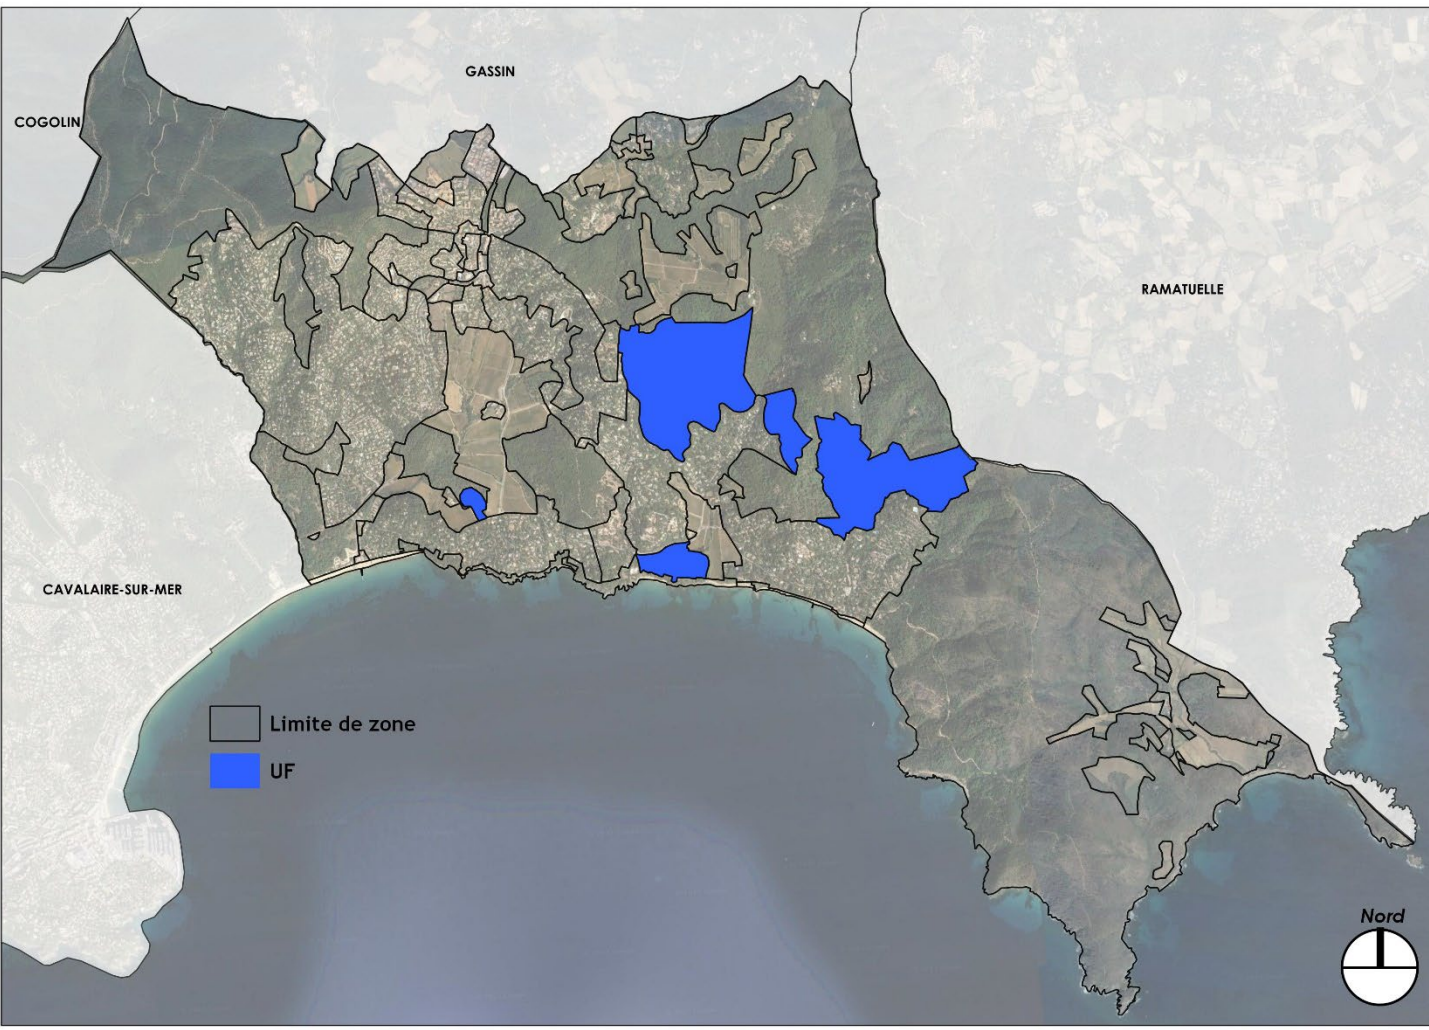 GASSIN
COGOLIN
RAMATUELLE
CAVALAIRE-SUR-MER
Limite de zone
UF
Nord